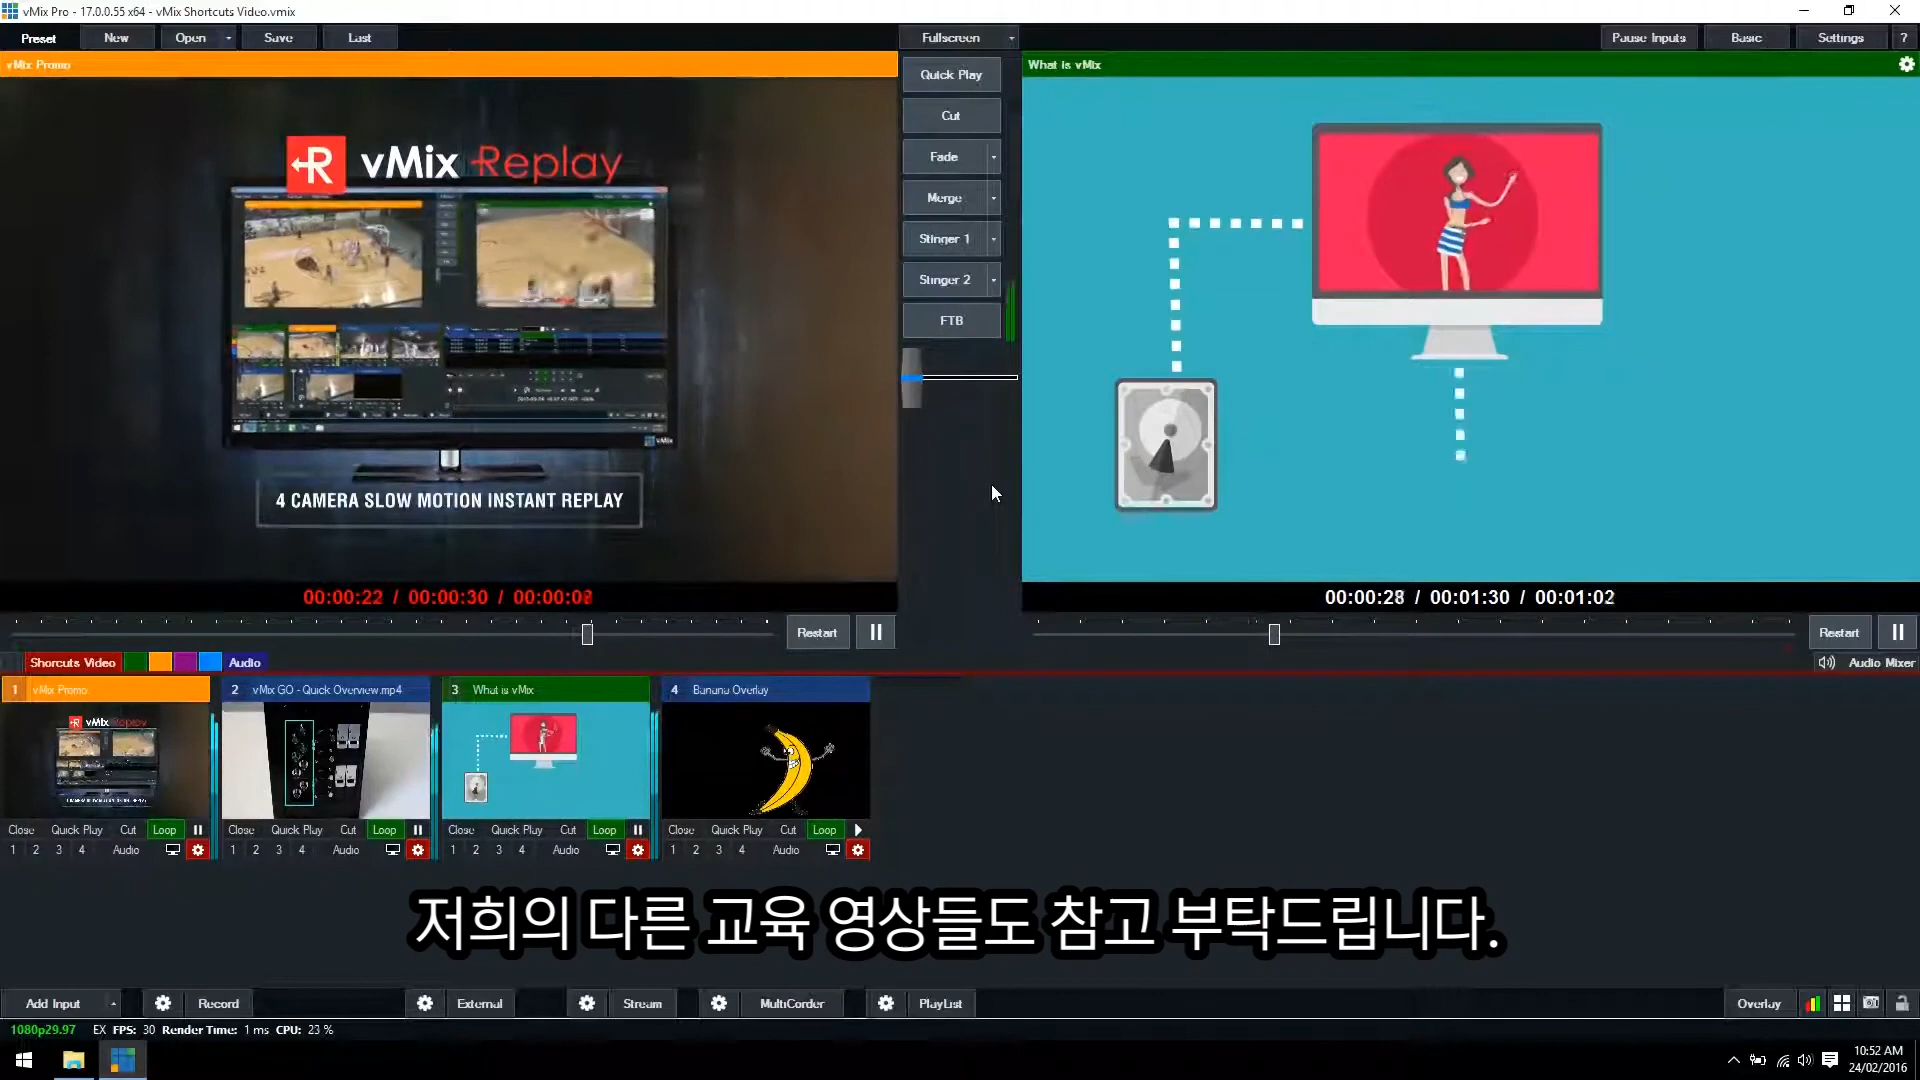 vMix Pro - 17.0.0.55 x64 - vMix Shortcuts Video.vmix
Preset New Open Save Last Fullscreen Pause Inputs Basic Settings ?
vMix Promo
What is vMix
Quick Play
Cut
Fade
Merge
Stinger 1
Stinger 2
FTB
R vMix Replay
4 CAMERA SLOW MOTION INSTANT REPLAY
00:00:22 / 00:00:30 / 00:00:08
00:00:28 / 00:01:30 / 00:01:02
Restart
Restart
Shorcuts Video Audio
Audio Mixer
1 vMix Promo
2 vMix GO - Quick Overview.mp4
3 What is vMix
4 Banana Overlay
vMix Replay
Close Quick Play Cut Loop
Close Quick Play Cut Loop
Close Quick Play Cut Loop
Close Quick Play Cut Loop
1 2 3 4 Audio
1 2 3 4 Audio
1 2 3 4 Audio
1 2 3 4 Audio
저희의 다른 교육 영상들도 참고 부탁드립니다.
Add Input Record External Stream MultiCorder PlayList Overlay
1080p29.97 EX FPS: 30 Render Time: 1 ms CPU: 23 %
10:52 AM
24/02/2016